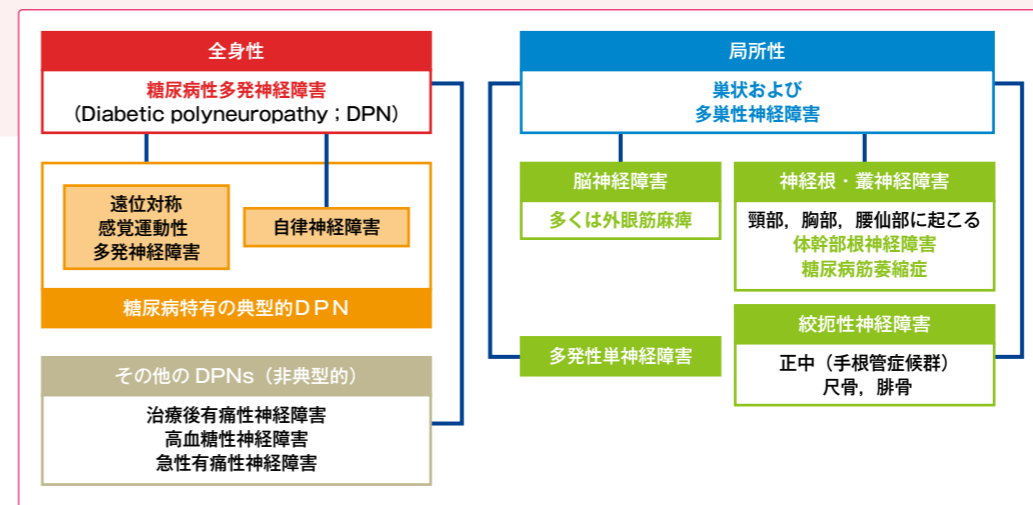 全身性
糖尿病性多発神経障害
（Diabetic polyneuropathy；DPN）
遠位対称
感覚運動性
多発神経障害
自律神経障害
糖尿病特有の典型的DPN
その他の DPNs（非典型的）
治療後有痛性神経障害
高血糖性神経障害
急性有痛性神経障害
局所性
巣状および
多巣性神経障害
脳神経障害
多くは外眼筋麻痺
神経根・叢神経障害
頸部，胸部，腰仙部に起こる
体幹部根神経障害
糖尿病筋萎縮症
多発性単神経障害
絞扼性神経障害
正中（手根管症候群）
尺骨，腓骨